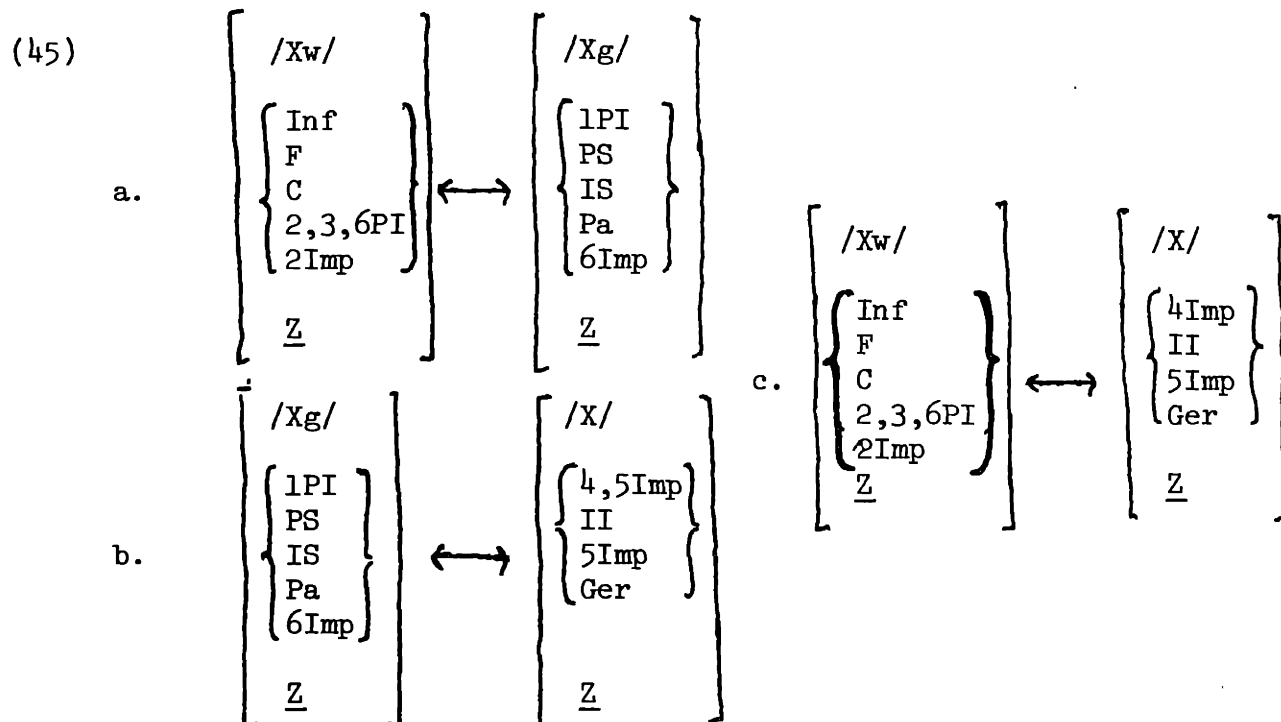 (45)
a.
/Xw/
Inf
F
C
2,3,6PI
2Imp
Z
/Xg/
1PI
PS
IS
Pa
6Imp
Z
b.
/Xg/
1PI
PS
IS
Pa
6Imp
Z
/X/
4,5Imp
II
5Imp
Ger
Z
c.
/Xw/
Inf
F
C
2,3,6PI
2Imp
Z
/X/
4Imp
II
5Imp
Ger
Z